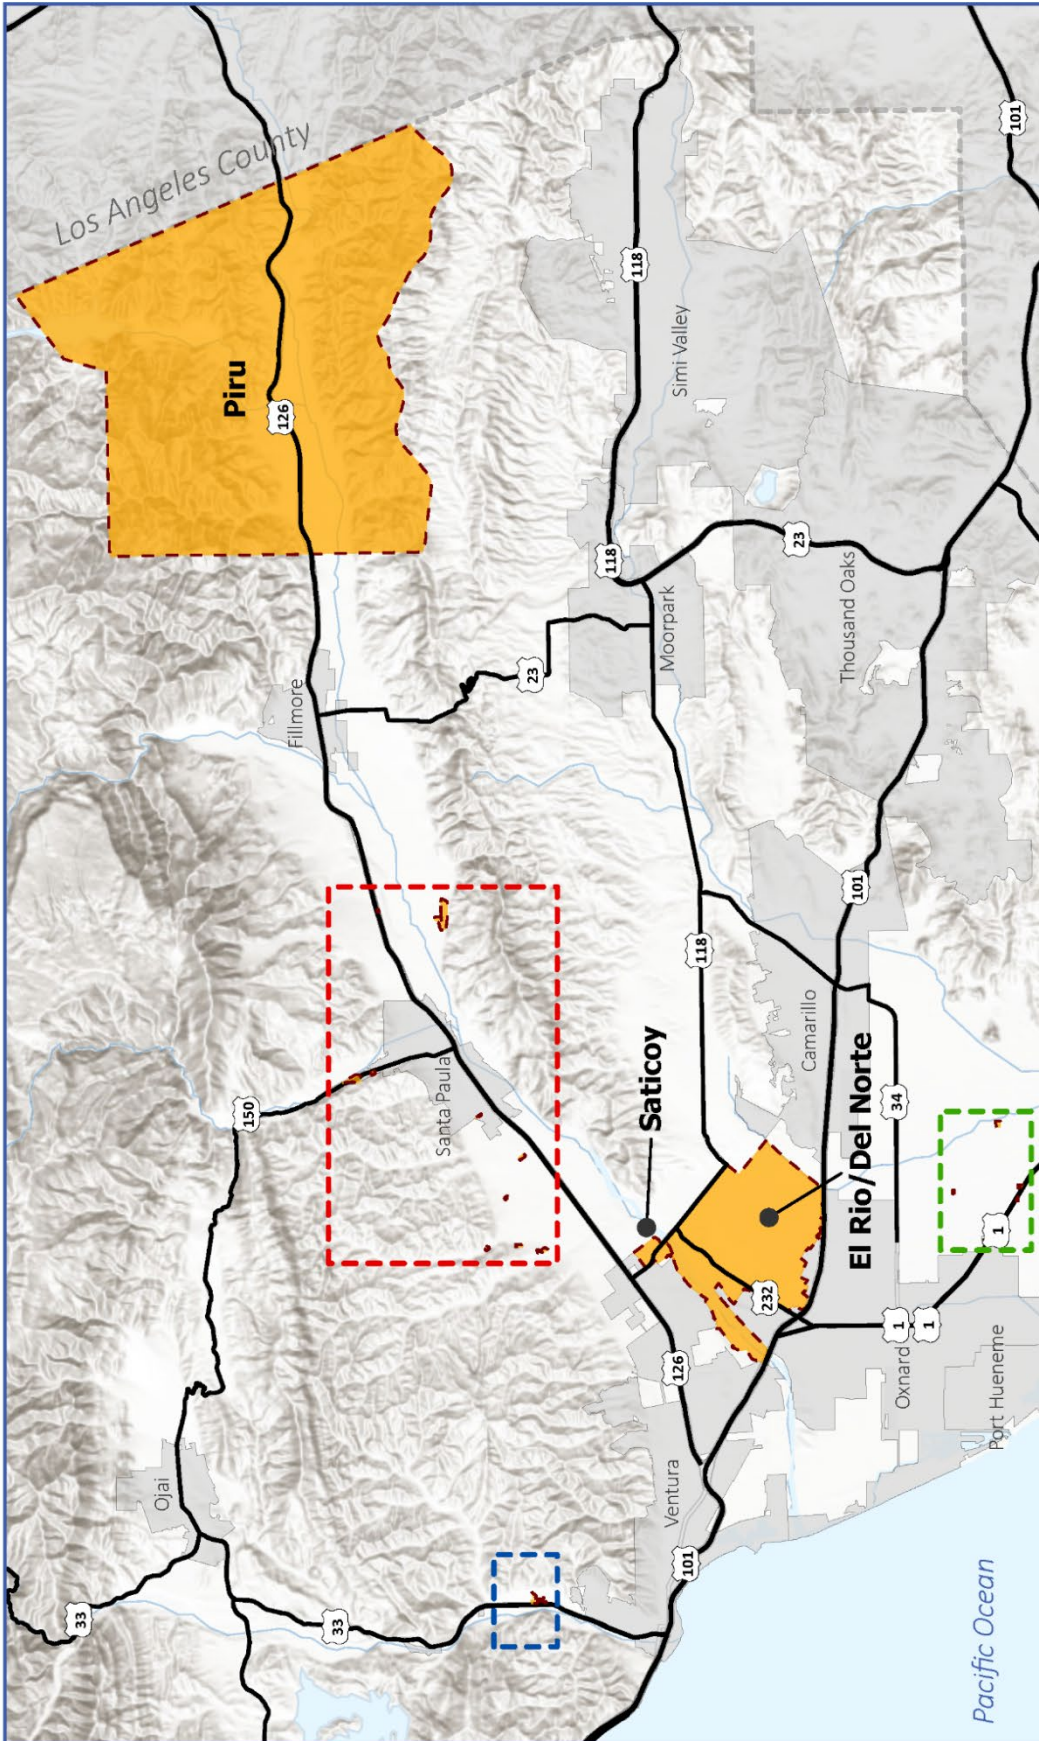 33
Ojai
Los Angeles County
Piru
150
126
Fillmore
33
Santa Paula
23
118
118
Saticoy
Moorpark
Ventura
126
Simi Valley
101
118
232
23
Camarillo
Thousand Oaks
101
El Rio/Del Norte
34
1
Oxnard
1
Pacific Ocean
Port Hueneme
1
101